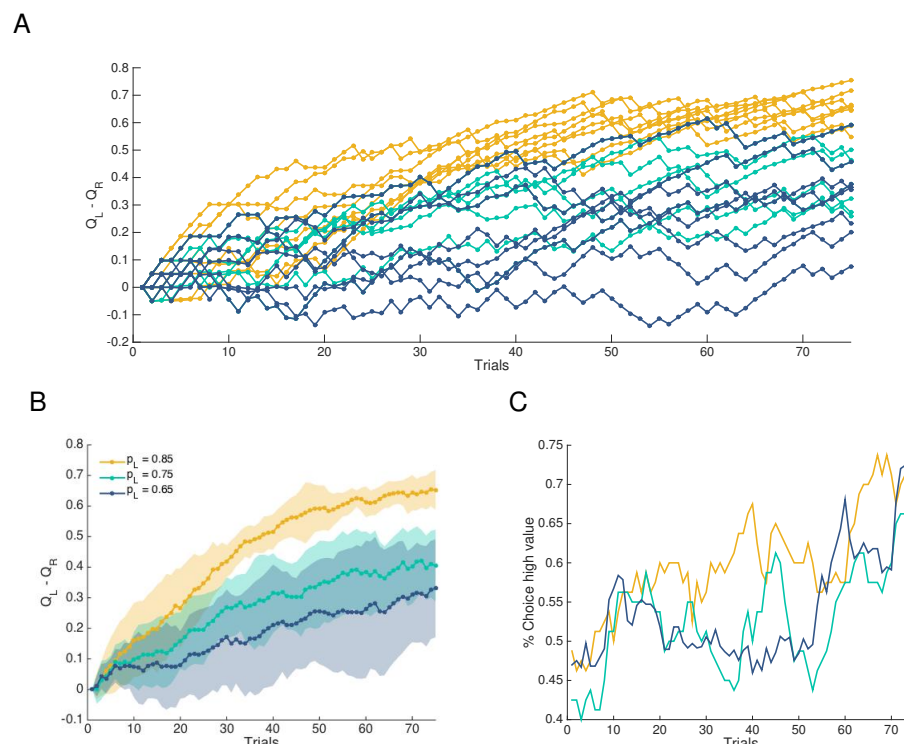 A
0.8
0.7
0.6
0.5
0.4
0.3
0.2
0.1
0
-0.1
-0.2
Q_L - Q_R
0 10 20 30 40 50 60 70
Trials
B
0.8
0.7
0.6
0.5
0.4
0.3
0.2
0.1
0
-0.1
Q_L - Q_R
p_L = 0.85
p_L = 0.75
p_L = 0.65
0 10 20 30 40 50 60 70
Trials
C
0.75
0.7
0.65
0.6
0.55
0.5
0.45
0.4
% Choice high value
0 10 20 30 40 50 60 70
Trials